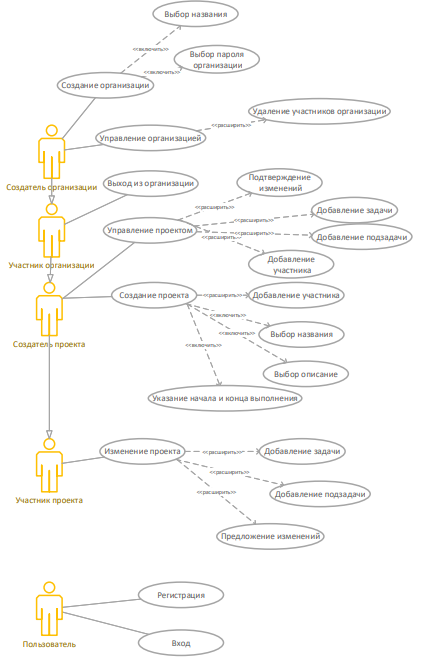 Выбор названия
<<включить>>
Выбор пароля
организации
<<включить>>
Создание организации
Удаление участников организации
<<расширить>>
Управление организацией
Создатель организации
Подтверждение
изменений
Выход из организации
<<расширить>>
Добавление задачи
<<расширить>>
Управление проектом
<<расширить>>
Добавление подзадачи
<<расширить>>
Участник организации
Добавление
участника
Создание проекта
<<расширить>>
Добавление участника
<<включить>>
<<включить>>
Выбор названия
Создатель проекта
<<включить>>
Выбор описание
Указание начала и конца выполнения
Изменение проекта
<<расширить>>
Добавление задачи
<<расширить>>
<<расширить>>
Добавление подзадачи
Участник проекта
Предложение изменений
Регистрация
Пользователь
Вход